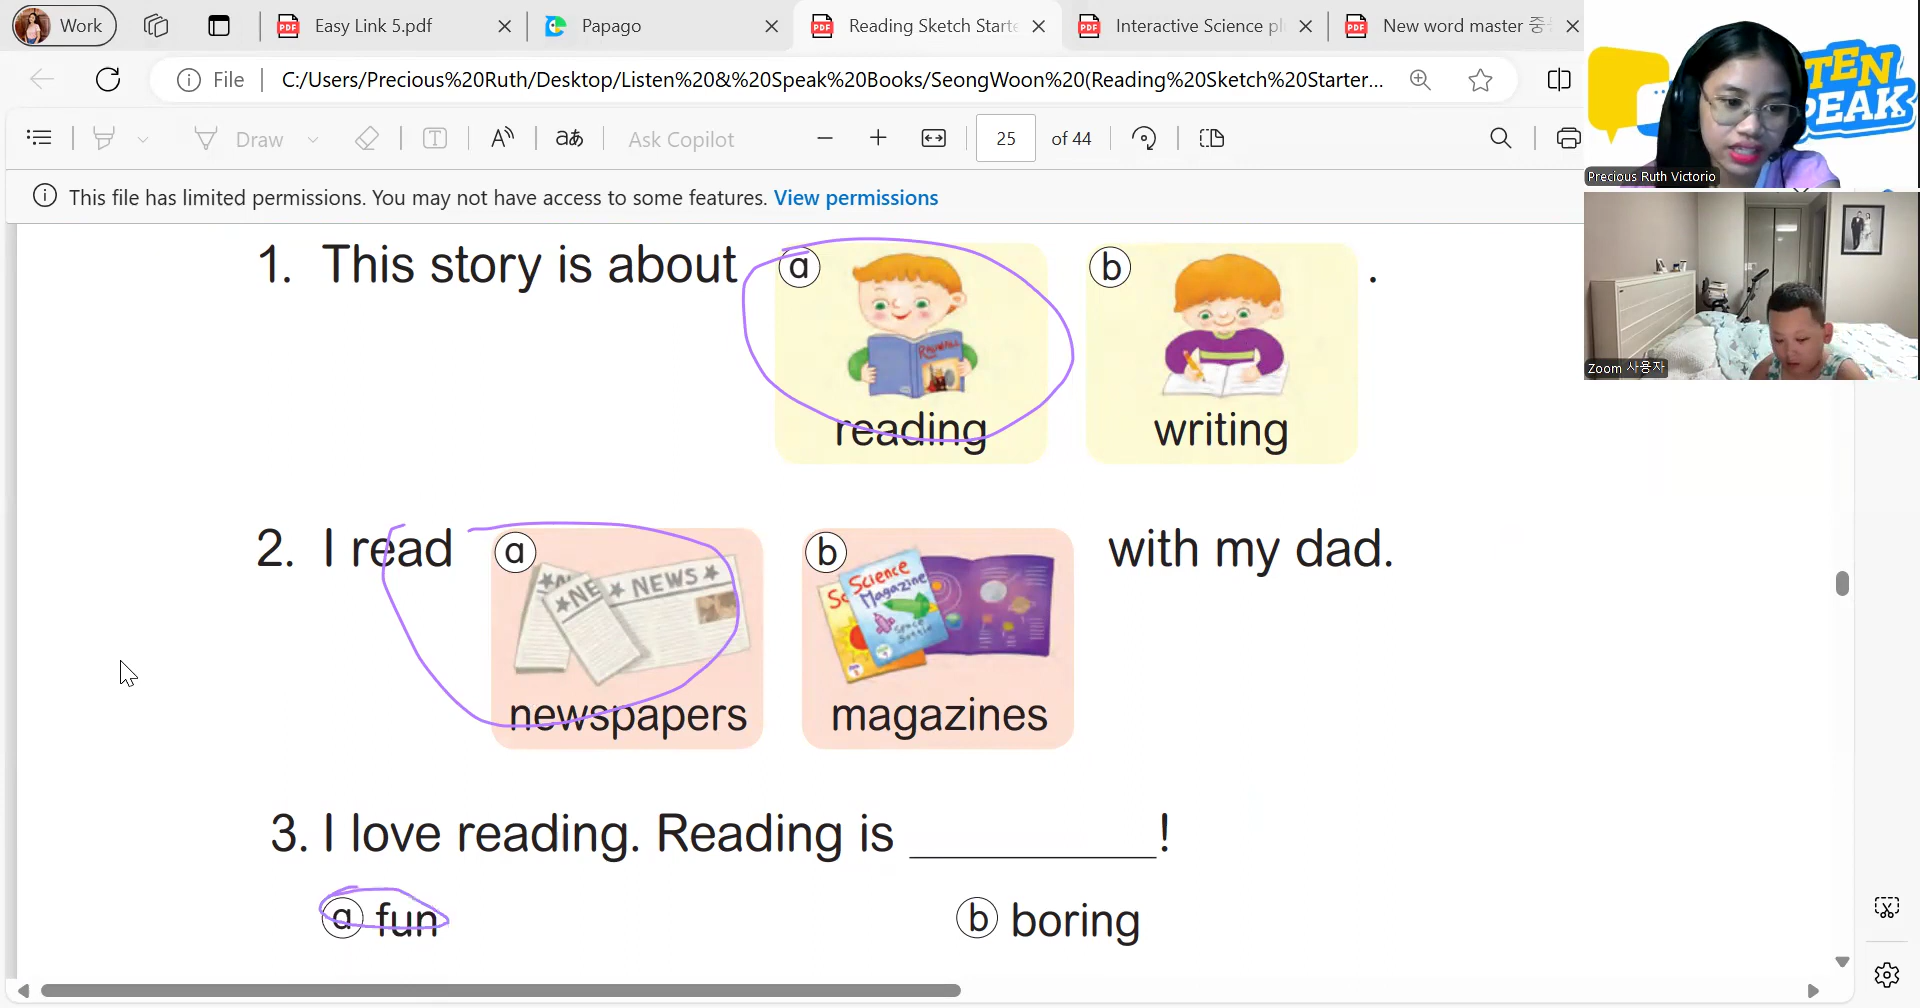 Work
Easy Link 5.pdf
Papago
Reading Sketch Starte
Interactive Science pl
New word master 중
File
C:/Users/Precious%20Ruth/Desktop/Listen%20&%20Speak%20Books/SeongWoon%20(Reading%20Sketch%20Starter...
Draw
Ask Copilot
25 of 44
This file has limited permissions. You may not have access to some features. View permissions
TEN
PEAK
Precious Ruth Victorio
Zoom 사용자
1. This story is about ⓐ ⓑ .
reading writing
2. I read ⓐ ⓑ with my dad.
NE
NEWS
Science
Magazine
newspapers magazines
3. I love reading. Reading is __________!
ⓐ fun ⓑ boring